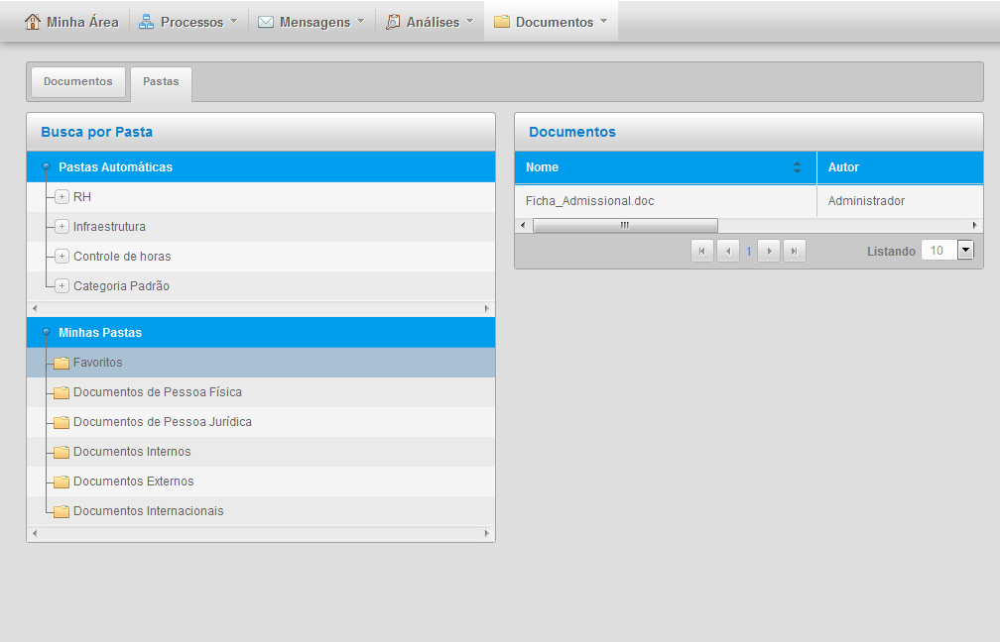 Minha Área Processos Mensagens Análises Documentos
Documentos Pastas
Busca por Pasta
Pastas Automáticas
RH
Infraestrutura
Controle de horas
Categoria Padrão
Minhas Pastas
Favoritos
Documentos de Pessoa Física
Documentos de Pessoa Jurídica
Documentos Internos
Documentos Externos
Documentos Internacionais
Documentos
Nome Autor
Ficha_Admissional.doc Administrador
1 Listando 10